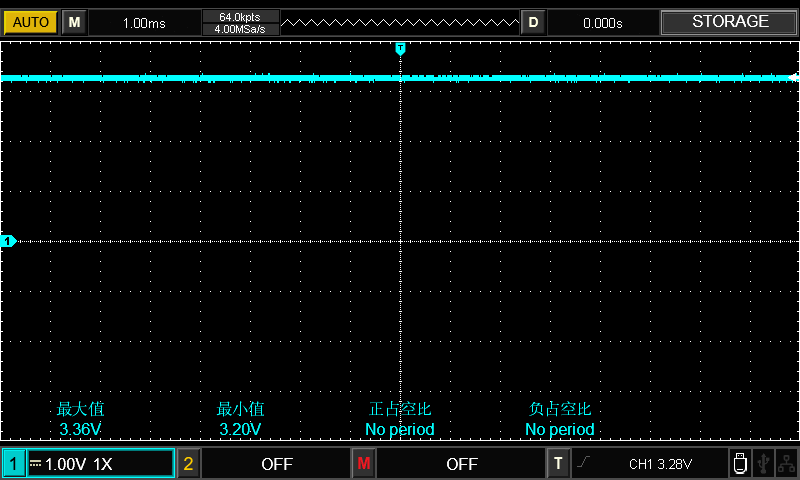 AUTO M 1.00ms 64.0kpts D 0.000s STORAGE
4.00MSa/s
T
1
最大值 最小值 正占空比 负占空比
3.36V 3.20V No period No period
1 1.00V 1X 2 OFF M OFF T CH1 3.28V